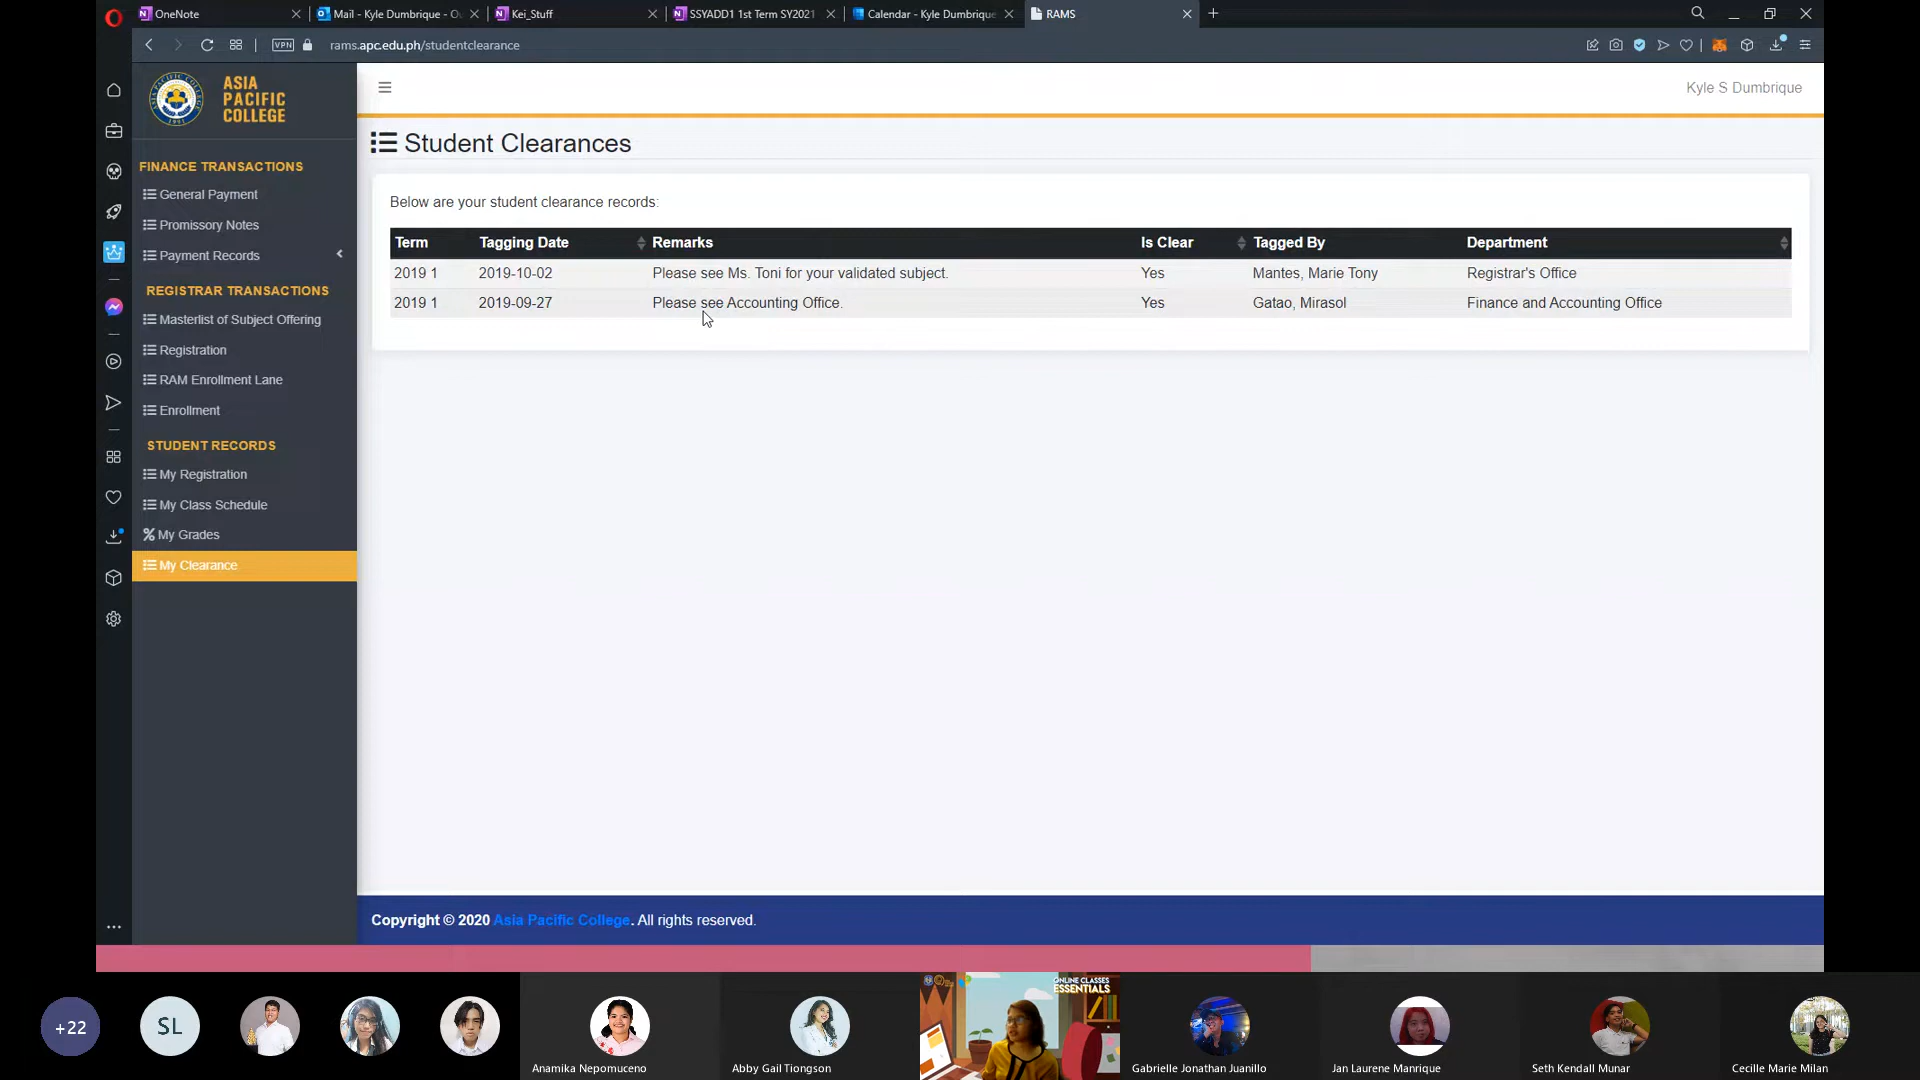 OneNote
Mail - Kyle Dumbrique - O
Kei_Stuff
SSYADD1 1st Term SY2021
Calendar - Kyle Dumbrique
RAMS
VPN
rams.apc.edu.ph/studentclearance
ASIA
PACIFIC
COLLEGE
Kyle S Dumbrique
Student Clearances
FINANCE TRANSACTIONS
General Payment
Promissory Notes
Payment Records
REGISTRAR TRANSACTIONS
Masterlist of Subject Offering
Registration
RAM Enrollment Lane
Enrollment
STUDENT RECORDS
My Registration
My Class Schedule
My Grades
My Clearance
Below are your student clearance records:
Term Tagging Date Remarks Is Clear Tagged By Department
2019 1 2019-10-02 Please see Ms. Toni for your validated subject. Yes Mantes, Marie Tony Registrar's Office
2019 1 2019-09-27 Please see Accounting Office. Yes Gatao, Mirasol Finance and Accounting Office
Copyright © 2020 Asia Pacific College. All rights reserved.
+22
SL
ONLINE CLASSES
ESSENTIALS
Anamika Nepomuceno
Abby Gail Tiongson
Gabrielle Jonathan Juanillo
Jan Laurene Manrique
Seth Kendall Munar
Cecille Marie Milan